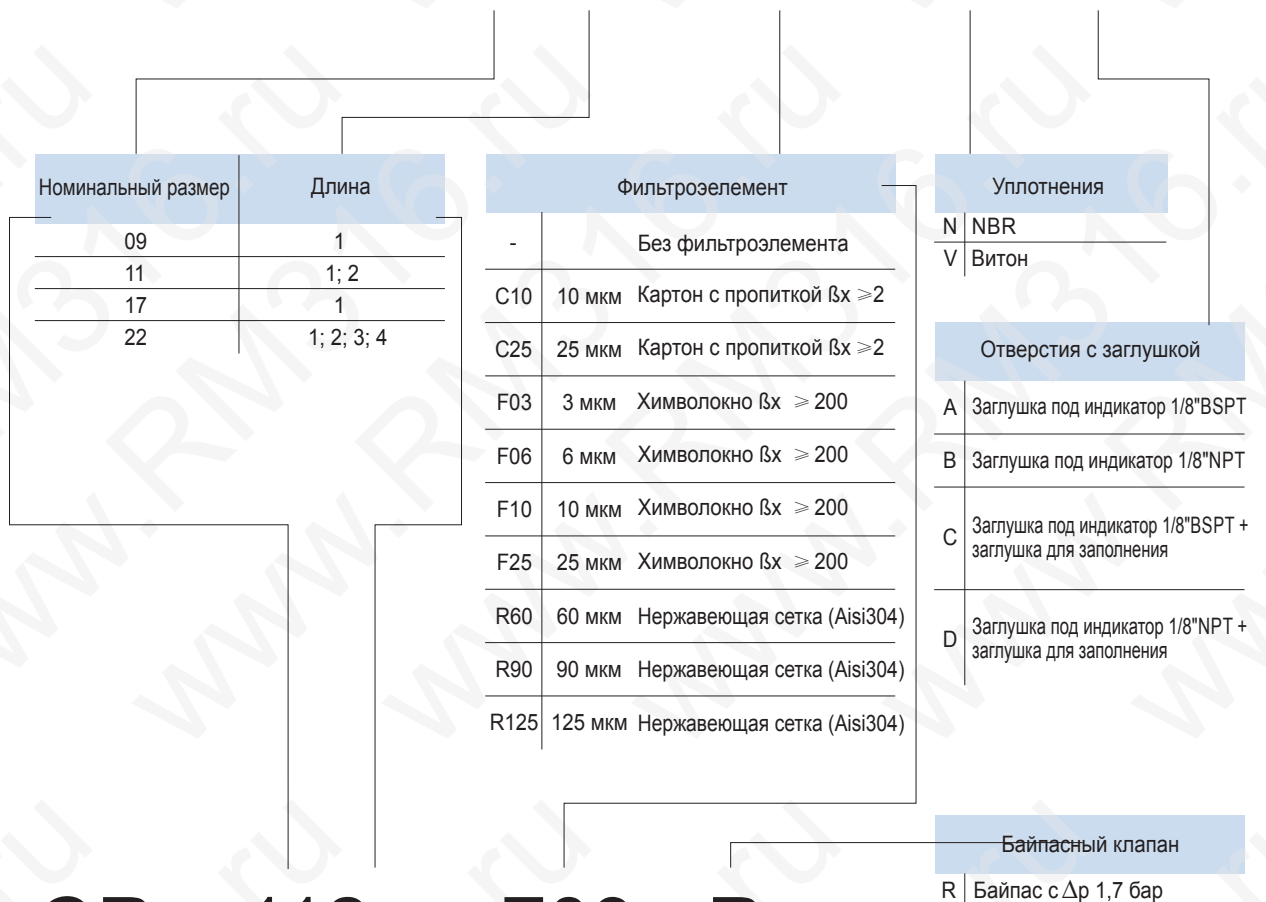 Номинальный размер Длина
09 1
11 1; 2
17 1
22 1; 2; 3; 4
Фильтроэлемент
- Без фильтроэлемента
C10 10 мкм Картон с пропиткой ßx ⩾2
C25 25 мкм Картон с пропиткой ßx ⩾2
F03 3 мкм Химволокно ßx ⩾ 200
F06 6 мкм Химволокно ßx ⩾ 200
F10 10 мкм Химволокно ßx ⩾ 200
F25 25 мкм Химволокно ßx ⩾ 200
R60 60 мкм Нержавеющая сетка (Aisi304)
R90 90 мкм Нержавеющая сетка (Aisi304)
R125 125 мкм Нержавеющая сетка (Aisi304)
Уплотнения
N NBR
V Витон
Отверстия с заглушкой
A Заглушка под индикатор 1/8"BSPT
B Заглушка под индикатор 1/8"NPT
C Заглушка под индикатор 1/8"BSPT +
заглушка для заполнения
D Заглушка под индикатор 1/8"NPT +
заглушка для заполнения
Байпасный клапан
R Байпас с Δp 1,7 бар
www.RM316.ru